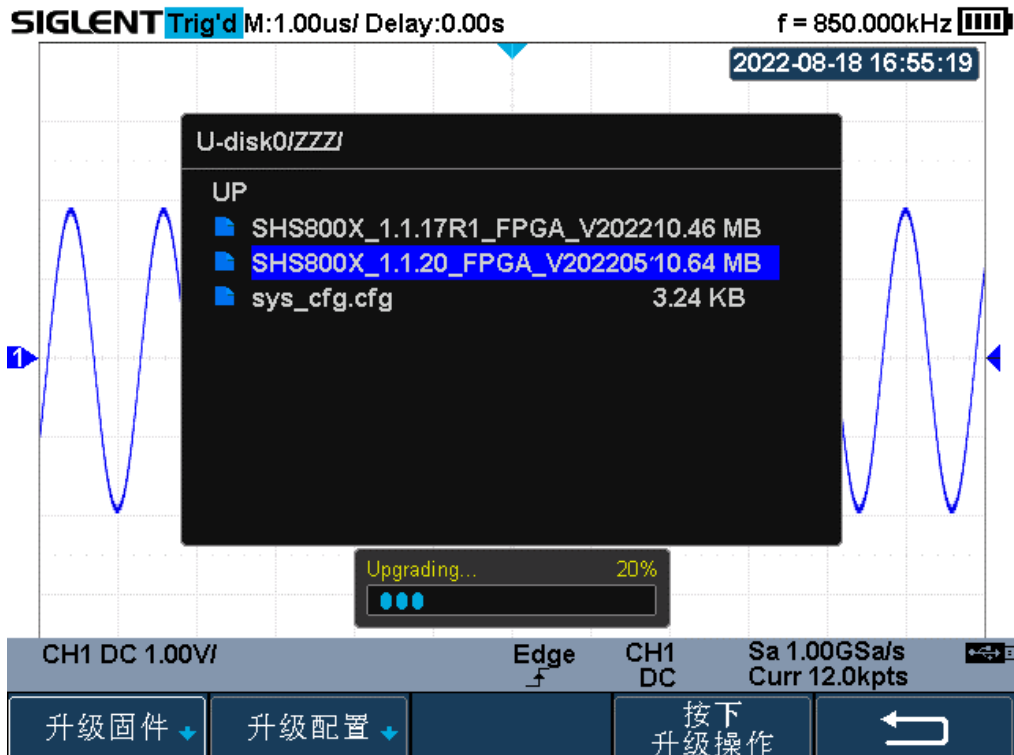 SIGLENT Trig'd M:1.00us/ Delay:0.00s f = 850.000kHz
2022-08-18 16:55:19
U-disk0/ZZZ/
UP
SHS800X_1.1.17R1_FPGA_V202210.46 MB
SHS800X_1.1.20_FPGA_V20220510.64 MB
sys_cfg.cfg 3.24 KB
1
Upgrading... 20%
CH1 DC 1.00V/ Edge CH1 Sa 1.00GSa/s
DC Curr 12.0kpts
升级固件 升级配置 按下
升级操作